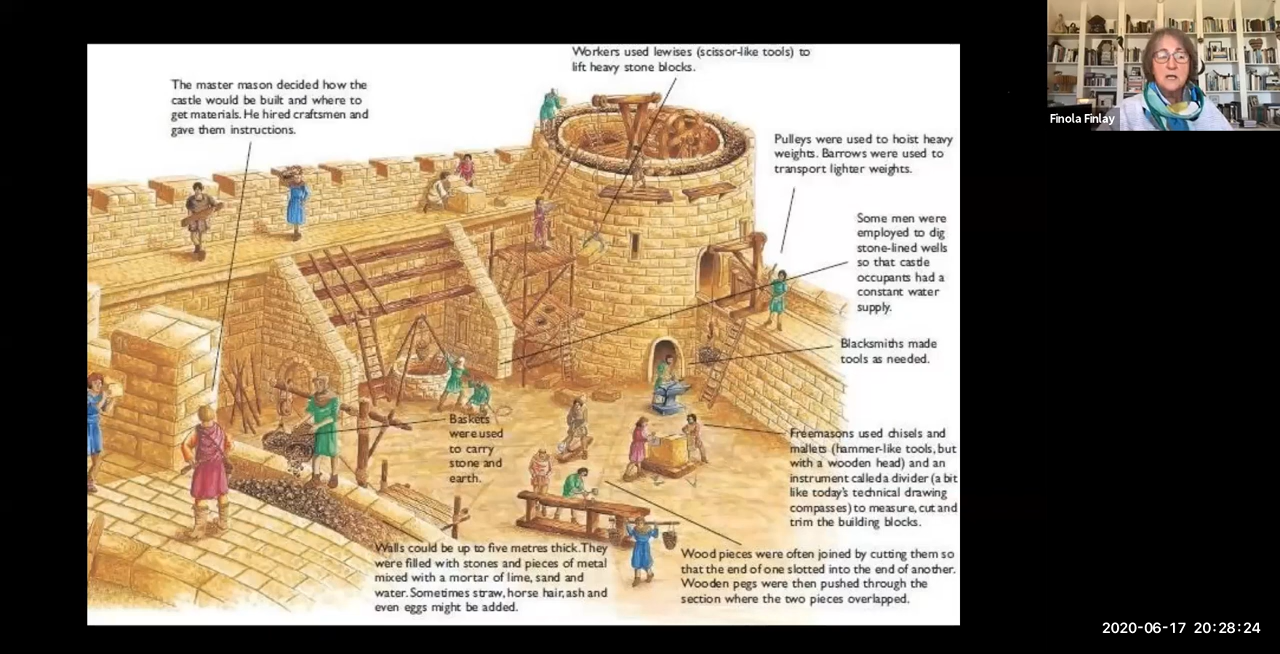 Workers used lewises (scissor-like tools) to
lift heavy stone blocks.
The master mason decided how the
castle would be built and where to
get materials. He hired craftsmen and
gave them instructions.
Finola Finlay
Pulleys were used to hoist heavy
weights. Barrows were used to
transport lighter weights.
Some men were
employed to dig
stone-lined wells
so that castle
occupants had a
constant water
supply.
Blacksmiths made
tools as needed.
Baskets
were used
to carry
stone and
earth.
Freemasons used chisels and
mallets (hammer-like tools, but
with a wooden head) and an
instrument called a divider (a bit
like today's technical drawing
compasses) to measure, cut and
trim the building blocks.
Walls could be up to five metres thick. They
were filled with stones and pieces of metal
mixed with a mortar of lime, sand and
water. Sometimes straw, horse hair, ash and
even eggs might be added.
Wood pieces were often joined by cutting them so
that the end of one slotted into the end of another.
Wooden pegs were then pushed through the
section where the two pieces overlapped.
2020-06-17 20:28:24